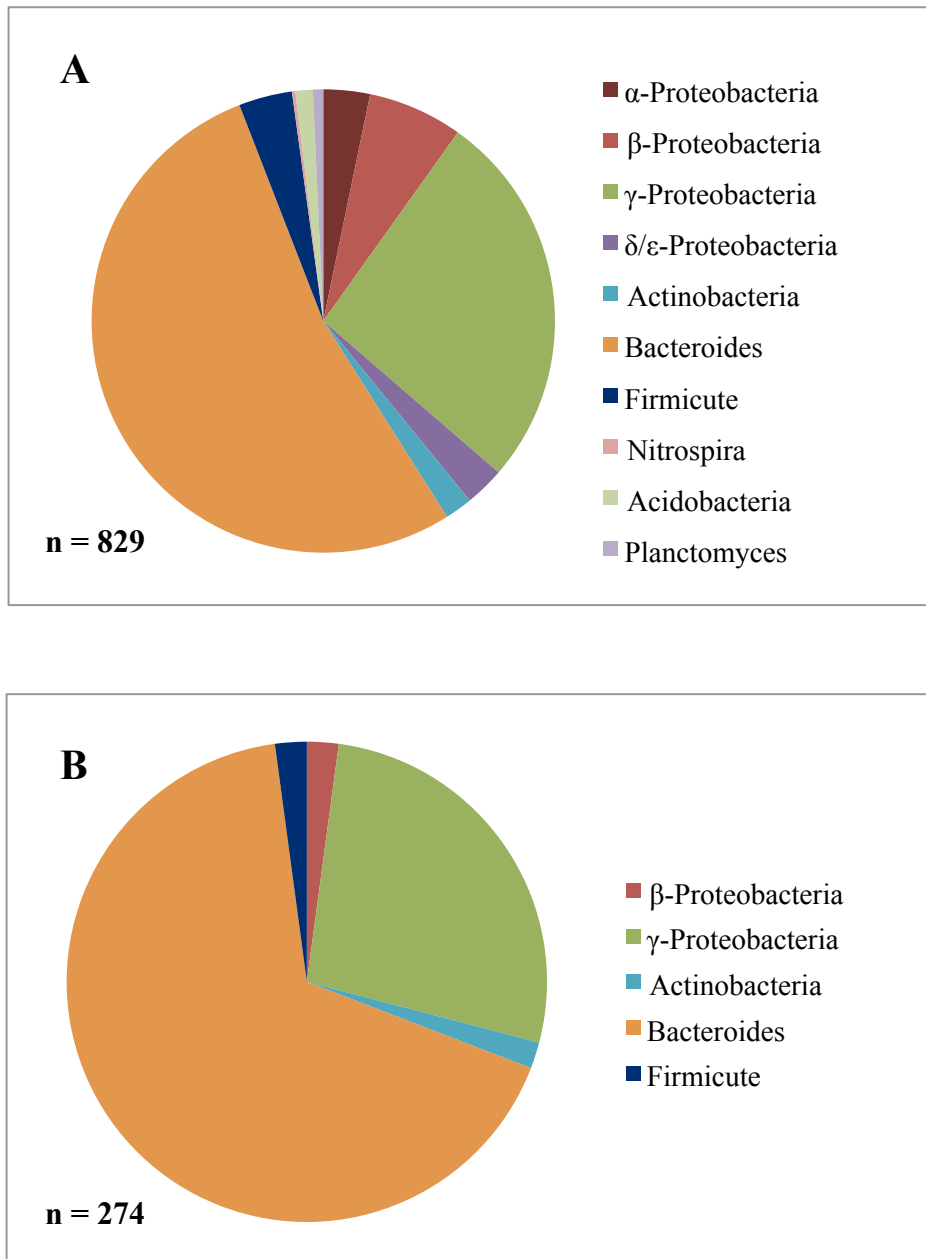 A
α-Proteobacteria
β-Proteobacteria
γ-Proteobacteria
δ/ε-Proteobacteria
Actinobacteria
Bacteroides
Firmicute
Nitrospira
Acidobacteria
Planctomyces
n = 829
B
β-Proteobacteria
γ-Proteobacteria
Actinobacteria
Bacteroides
Firmicute
n = 274